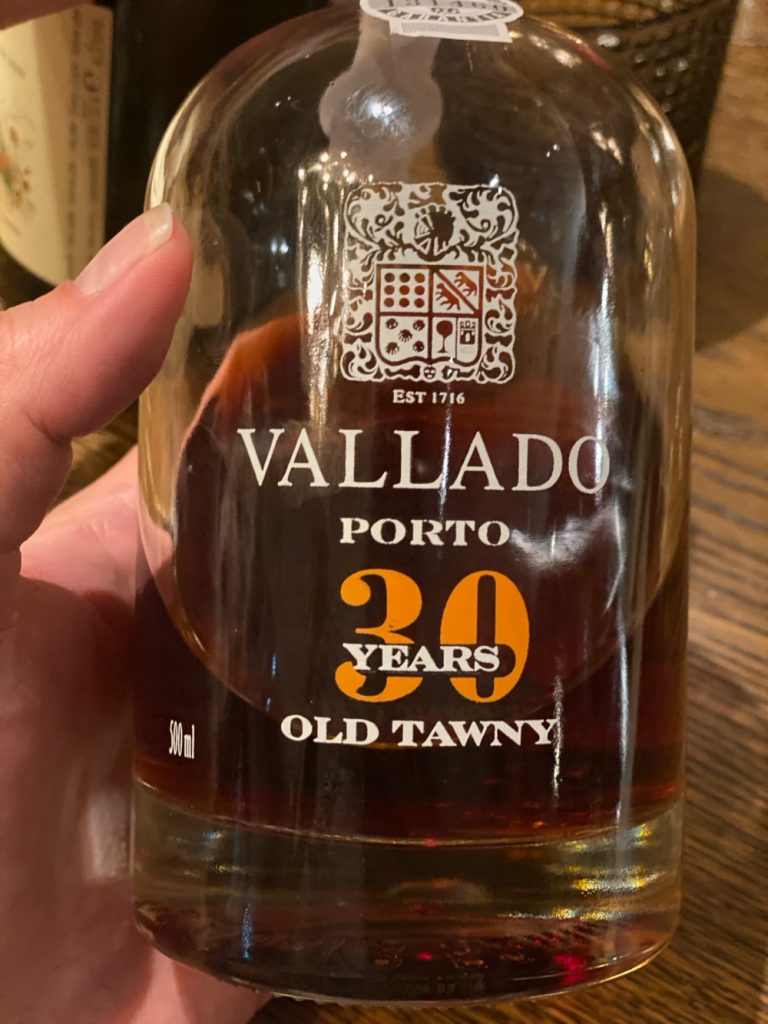 EST 1716
VALLADO
PORTO
30
YEARS
OLD TAWNY
500 ml